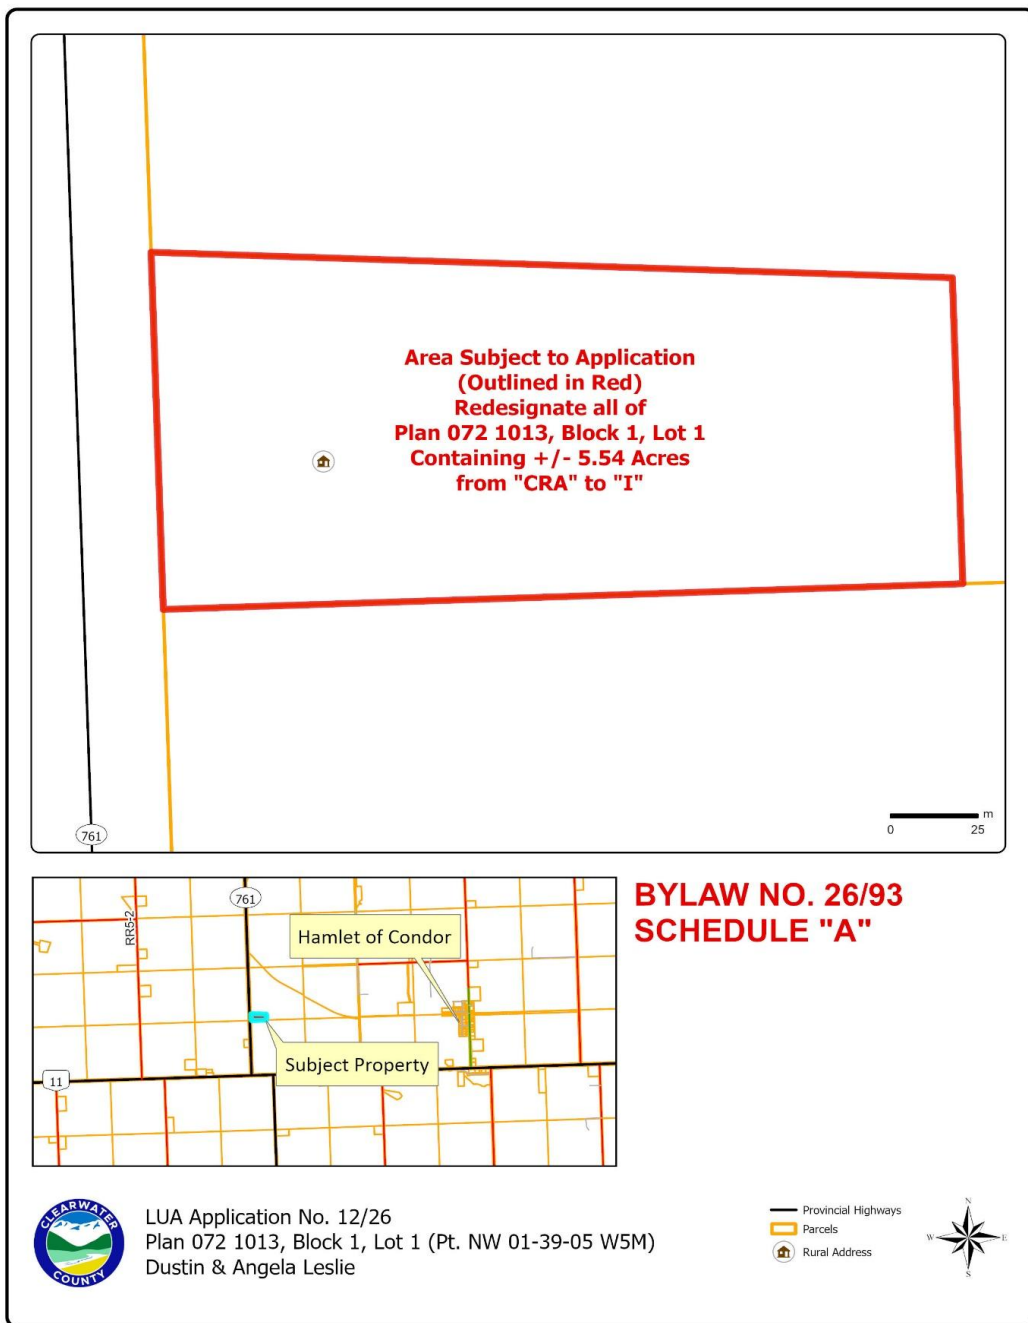 Area Subject to Application
(Outlined in Red)
Redesignate all of
Plan 072 1013, Block 1, Lot 1
Containing +/- 5.54 Acres
from "CRA" to "I"
761
m
0 25
BYLAW NO. 26/93
SCHEDULE "A"
761
RR5-2
Hamlet of Condor
Subject Property
11
CLEARWATER
COUNTY
LUA Application No. 12/26
Plan 072 1013, Block 1, Lot 1 (Pt. NW 01-39-05 W5M)
Dustin & Angela Leslie
Provincial Highways
Parcels
Rural Address
N
W E
S